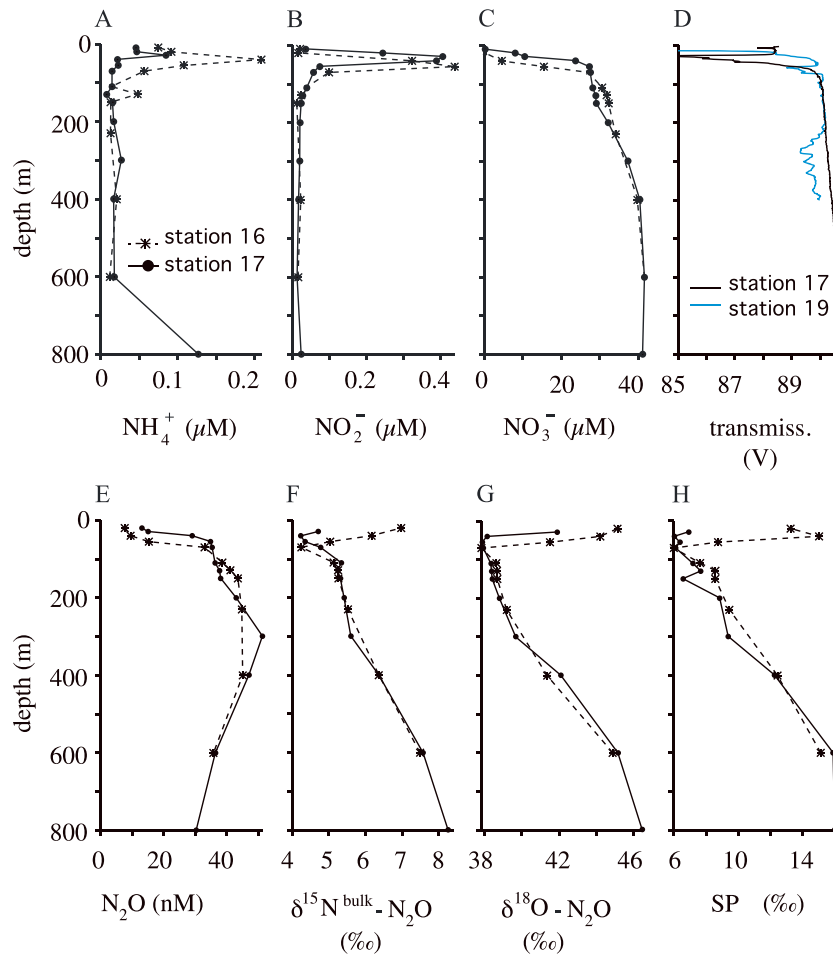 A B C D
0
200
400
600
800
depth (m)
station 16
station 17
station 17
station 19
0 0.1 0.2
0 0.2 0.4
0 20 40
85 87 89
NH₄⁺ (μM)
NO₂⁻ (μM)
NO₃⁻ (μM)
transmiss.
(V)
E F G H
0
200
400
600
800
depth (m)
0 20 40
4 5 6 7 8
38 42 46
6 10 14
N₂O (nM)
δ¹⁵N ᵇᵘˡᵏ - N₂O
(‰)
δ¹⁸O - N₂O
(‰)
SP (‰)